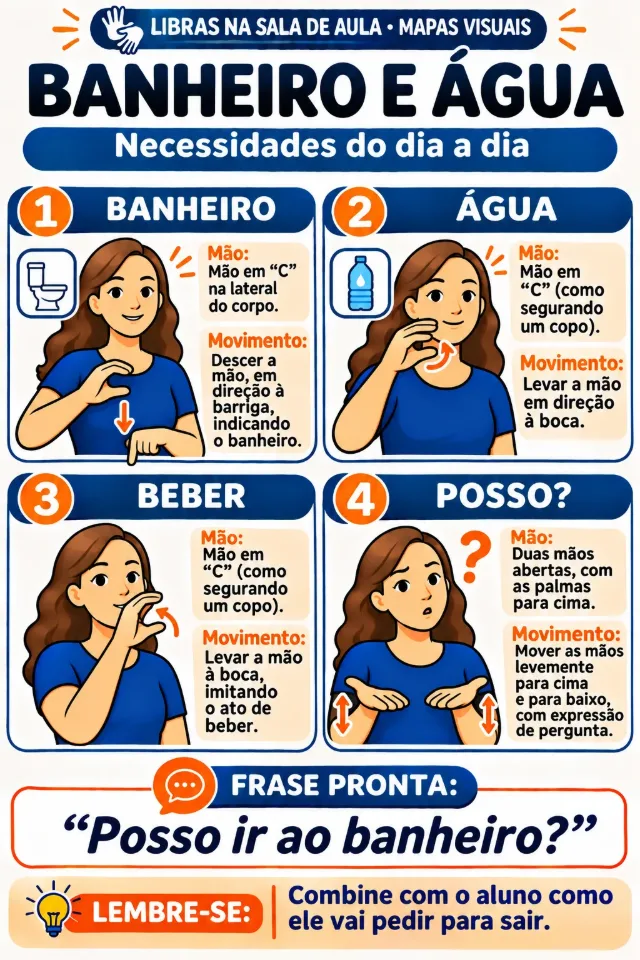 LIBRAS NA SALA DE AULA • MAPAS VISUAIS
BANHEIRO E ÁGUA
Necessidades do dia a dia
1 BANHEIRO
Mão:
Mão em “C”
na lateral
do corpo.
Movimento:
Descer a
mão, em
direção à
barriga,
indicando
o banheiro.
2 ÁGUA
Mão:
Mão em
“C” (como
segurando
um copo).
Movimento:
Levar a mão
em direção
à boca.
3 BEBER
Mão:
Mão em
“C” (como
segurando
um copo).
Movimento:
Levar a mão
à boca,
imitando
o ato de
beber.
4 POSSO?
?
Mão:
Duas mãos
abertas, com
as palmas
para cima.
Movimento:
Mover as mãos
levemente
para cima
e para baixo,
com expressão
de pergunta.
FRASE PRONTA:
“Posso ir ao banheiro?”
LEMBRE-SE:
Combine com o aluno como
ele vai pedir para sair.